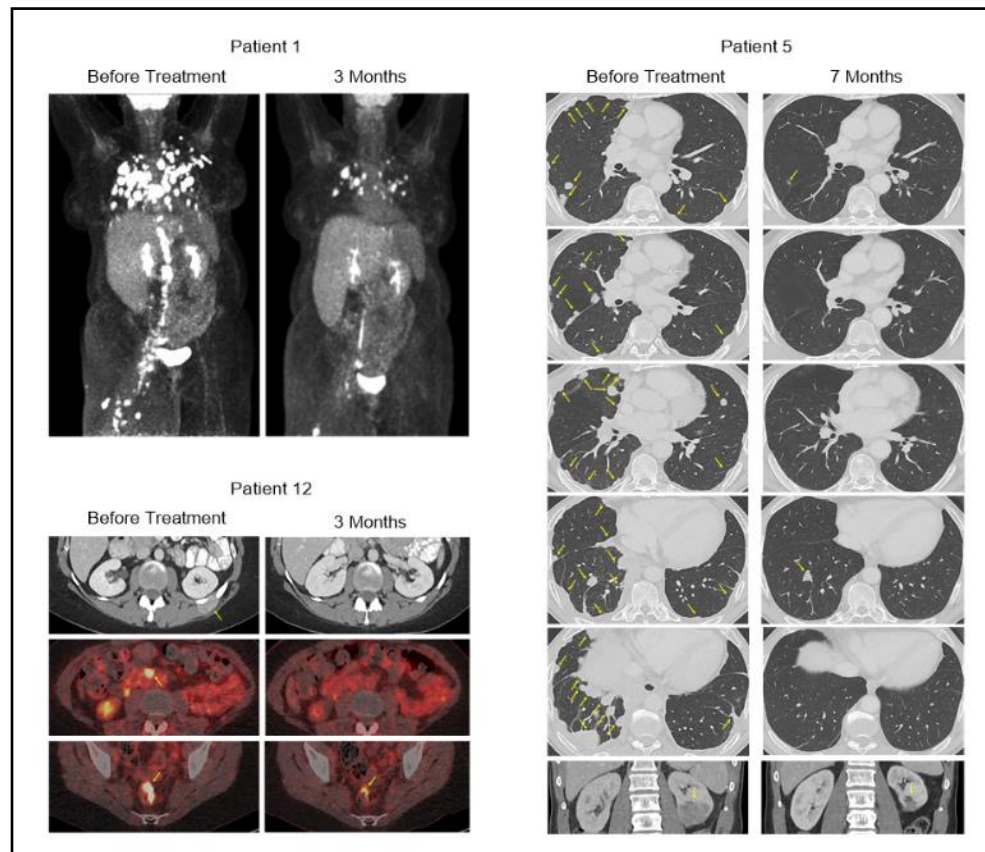 Patient 1
Before Treatment
3 Months
Patient 12
Before Treatment
3 Months
Patient 5
Before Treatment
7 Months